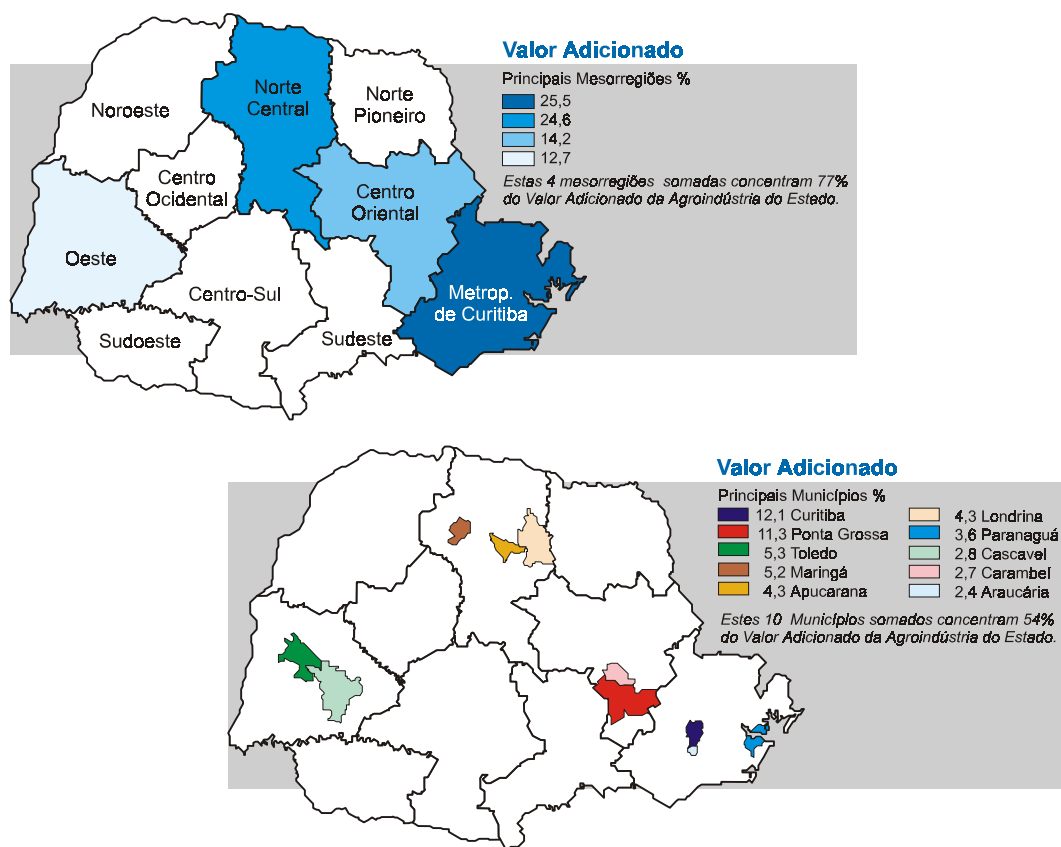 Valor Adicionado
Principais Mesorregiões %
25,5
24,6
14,2
12,7
Estas 4 mesorregiões somadas concentram 77%
do Valor Adicionado da Agroindústria do Estado.
Noroeste
Norte
Central
Norte
Pioneiro
Centro
Ocidental
Centro
Oriental
Oeste
Centro-Sul
Metrop.
de Curitiba
Sudoeste
Sudeste
Valor Adicionado
Principais Municípios %
12,1 Curitiba
11,3 Ponta Grossa
5,3 Toledo
5,2 Maringá
4,3 Apucarana
4,3 Londrina
3,6 Paranaguá
2,8 Cascavel
2,7 Carambeí
2,4 Araucária
Estes 10 Municípios somados concentram 54%
do Valor Adicionado da Agroindústria do Estado.